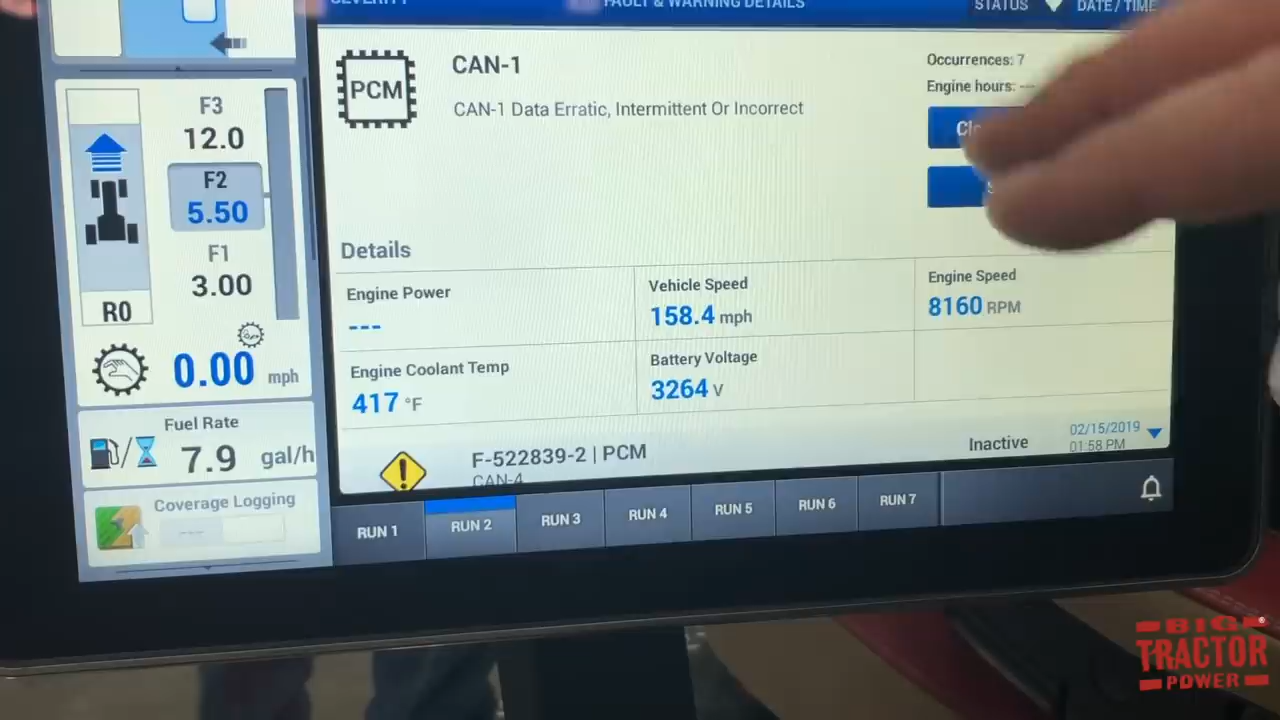 FAULT & WARNING DETAILS
STATUS
DATE / TIME
PCM
CAN-1
CAN-1 Data Erratic, Intermittent Or Incorrect
Occurrences: 7
Engine hours: ---
F3
12.0
F2
5.50
F1
3.00
R0
0.00 mph
Fuel Rate
7.9 gal/h
Coverage Logging
Details
Engine Power
---
Vehicle Speed
158.4 mph
Engine Speed
8160 RPM
Engine Coolant Temp
417 °F
Battery Voltage
3264 V
F-522839-2 | PCM
CAN-4
Inactive
02/15/2019
01:58 PM
RUN 1
RUN 2
RUN 3
RUN 4
RUN 5
RUN 6
RUN 7
BIG
TRACTOR
POWER